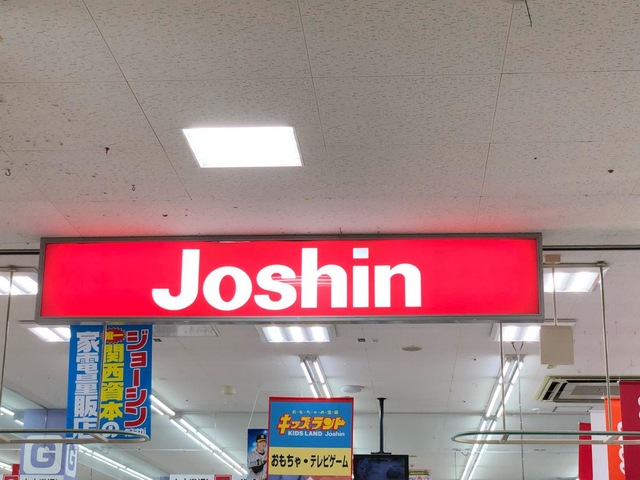 Joshin
ジョーシン
関西資本の
家電量販店
キッズランド
KIDS LAND Joshin
おもちゃ・テレビゲーム
G